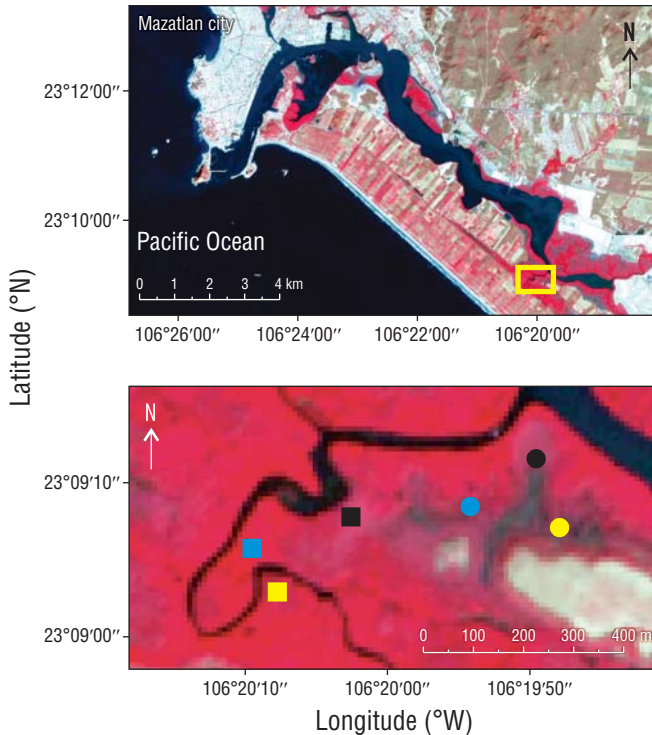 Mazatlan city
N
23°12′00′′
23°10′00′′
Pacific Ocean
0 1 2 3 4 km
106°26′00′′ 106°24′00′′ 106°22′00′′ 106°20′00′′
Latitude (°N)
N
23°09′10′′
23°09′00′′
0 100 200 300 400 m
106°20′10′′ 106°20′00′′ 106°19′50′′
Longitude (°W)